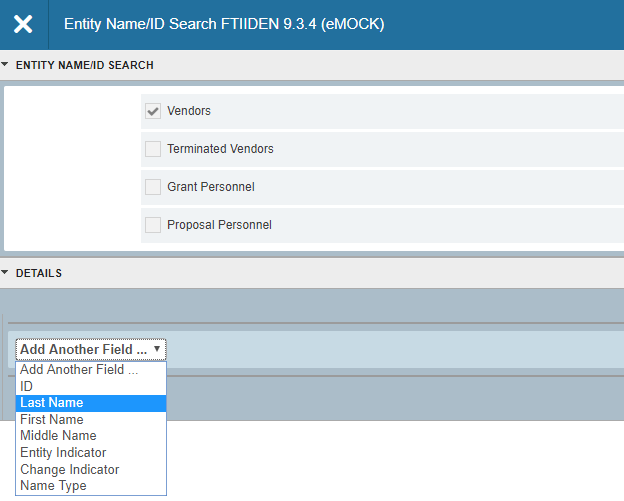 Entity Name/ID Search FTIIDEN 9.3.4 (eMOCK)
ENTITY NAME/ID SEARCH
Vendors
Terminated Vendors
Grant Personnel
Proposal Personnel
DETAILS
Add Another Field ...
Add Another Field ...
ID
Last Name
First Name
Middle Name
Entity Indicator
Change Indicator
Name Type